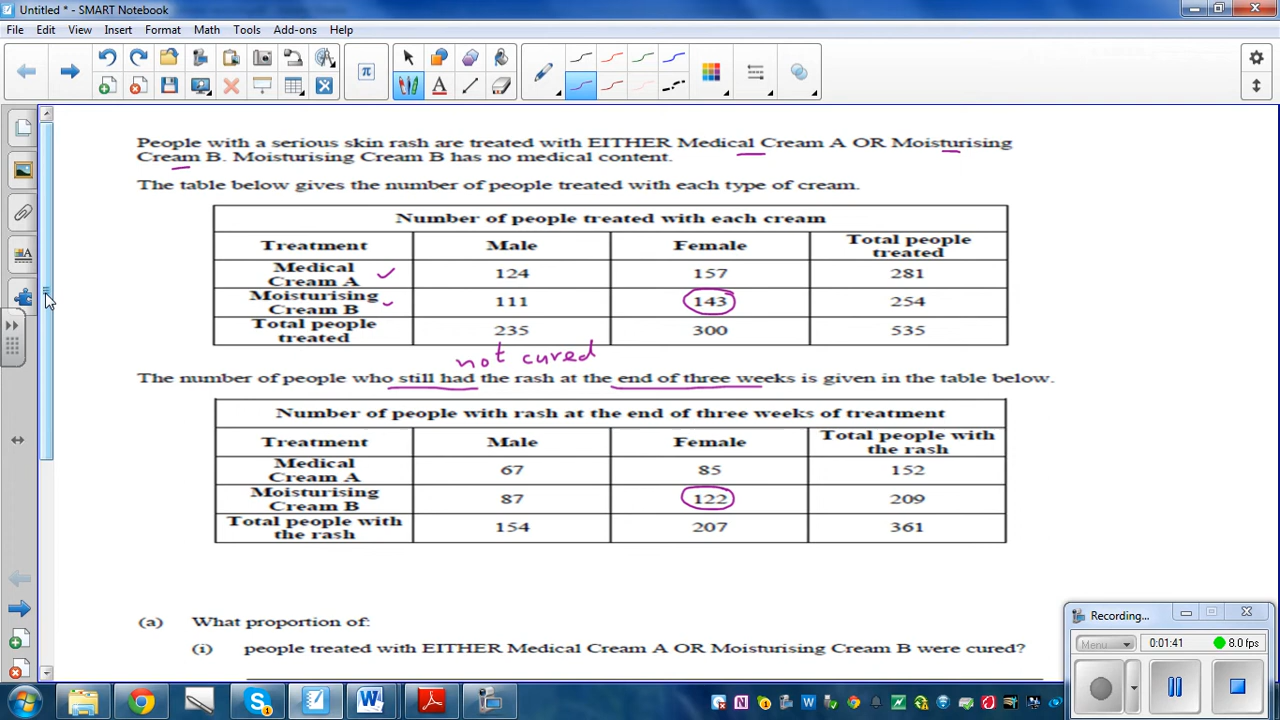 Untitled * - SMART Notebook
File Edit View Insert Format Math Tools Add-ons Help
People with a serious skin rash are treated with EITHER Medical Cream A OR Moisturising
Cream B. Moisturising Cream B has no medical content.
The table below gives the number of people treated with each type of cream.
Number of people treated with each cream
Treatment Male Female Total people treated
Medical Cream A 124 157 281
Moisturising Cream B 111 143 254
Total people treated 235 300 535
not cured
The number of people who still had the rash at the end of three weeks is given in the table below.
Number of people with rash at the end of three weeks of treatment
Treatment Male Female Total people with the rash
Medical Cream A 67 85 152
Moisturising Cream B 87 122 209
Total people with the rash 154 207 361
(a) What proportion of:
(i) people treated with EITHER Medical Cream A OR Moisturising Cream B were cured?
Recording...
Menu 0:01:41 8.0 fps